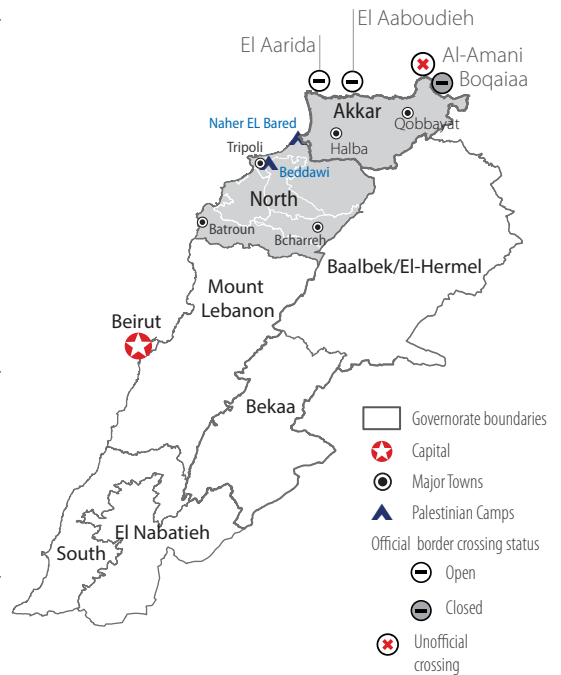 El Aaboudieh
El Aarida
Al-Amani
Boqaiaa
Akkar
Qobbayat
Naher EL Bared
Halba
Tripoli
Beddawi
North
Batroun
Bcharreh
Baalbek/El-Hermel
Mount
Lebanon
Beirut
Bekaa
El Nabatieh
South
Governorate boundaries
Capital
Major Towns
Palestinian Camps
Official border crossing status
Open
Closed
Unofficial
crossing